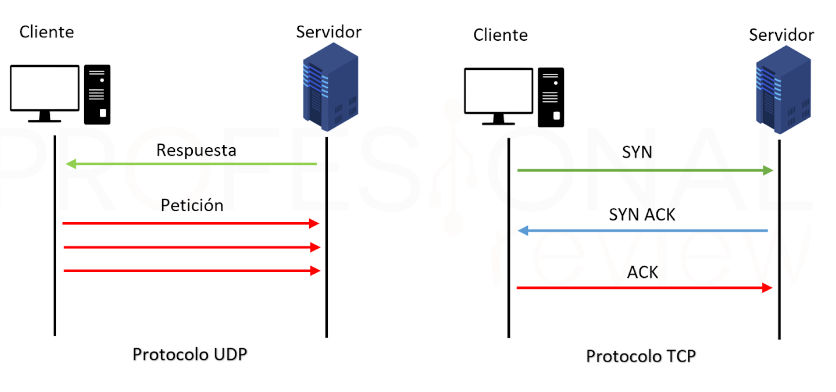 Cliente
Servidor
Respuesta
Petición
Protocolo UDP
Cliente
Servidor
SYN
SYN ACK
ACK
Protocolo TCP
PROFESIONAL
review